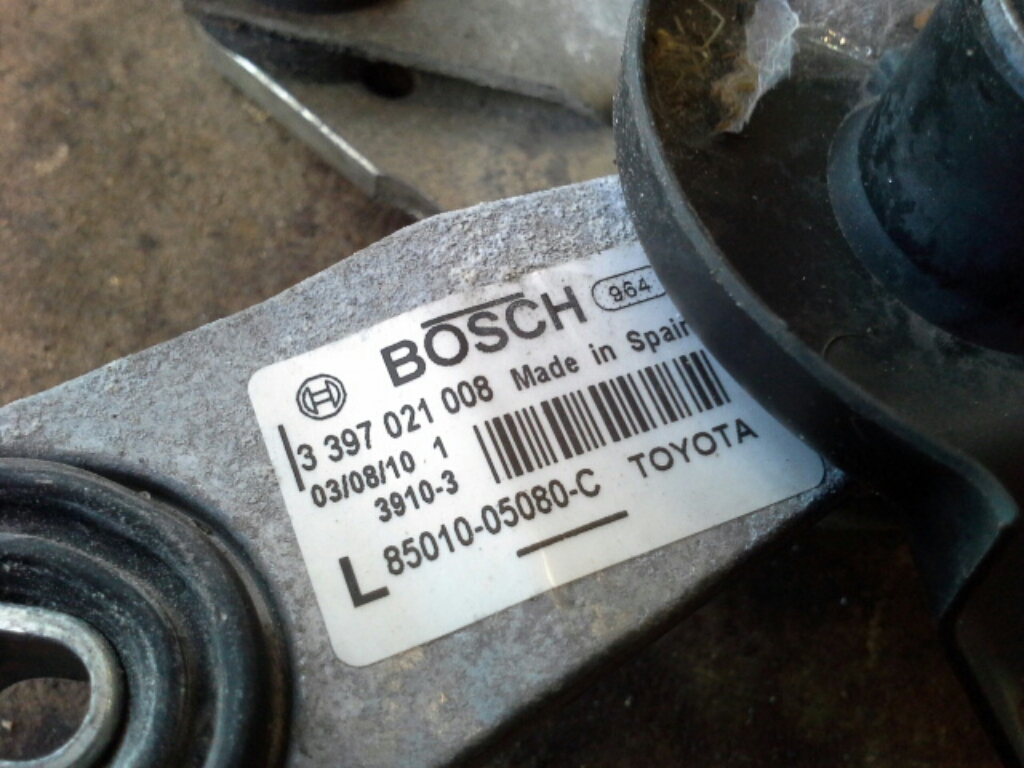 BOSCH 964
3 397 021 008 Made in Spain
03/08/10 1
3910-3
L 85010-05080-C TOYOTA